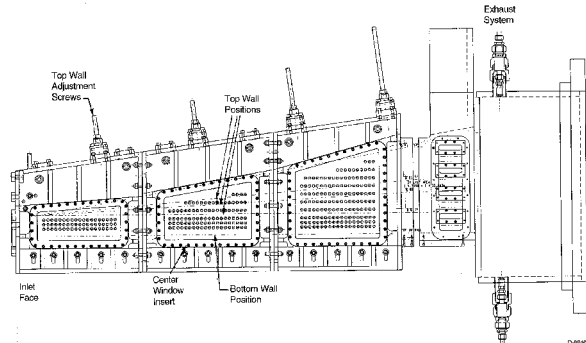 Exhaust
System
Top Wall
Adjustment
Screws
Top Wall
Positions
Inlet
Face
Center
Window
Insert
Bottom Wall
Position